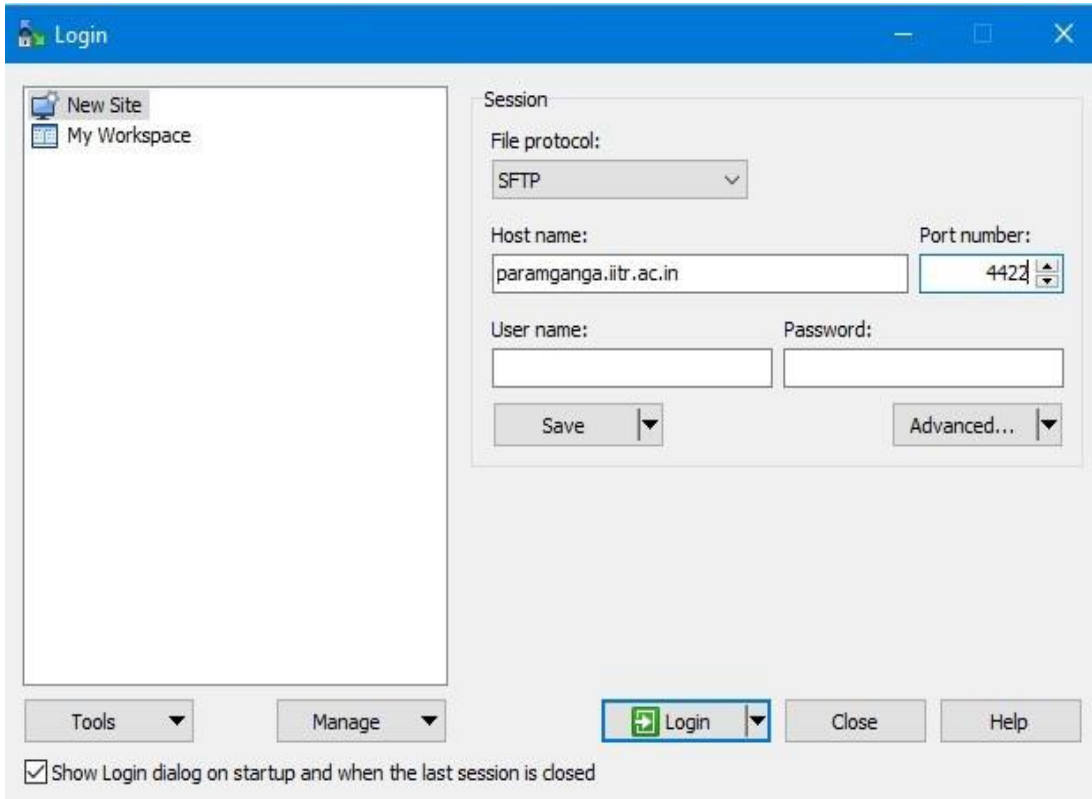 Login
New Site
My Workspace
Session
File protocol:
SFTP
Host name:
Port number:
paramganga.iitr.ac.in
4422
User name:
Password:
Save
Advanced...
Tools
Manage
Login
Close
Help
Show Login dialog on startup and when the last session is closed